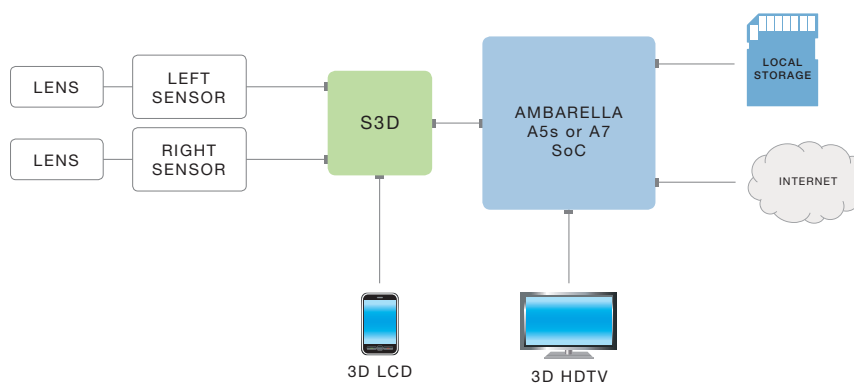 LENS
LEFT
SENSOR
LENS
RIGHT
SENSOR
S3D
AMBARELLA
A5s or A7
SoC
LOCAL
STORAGE
INTERNET
3D LCD
3D HDTV